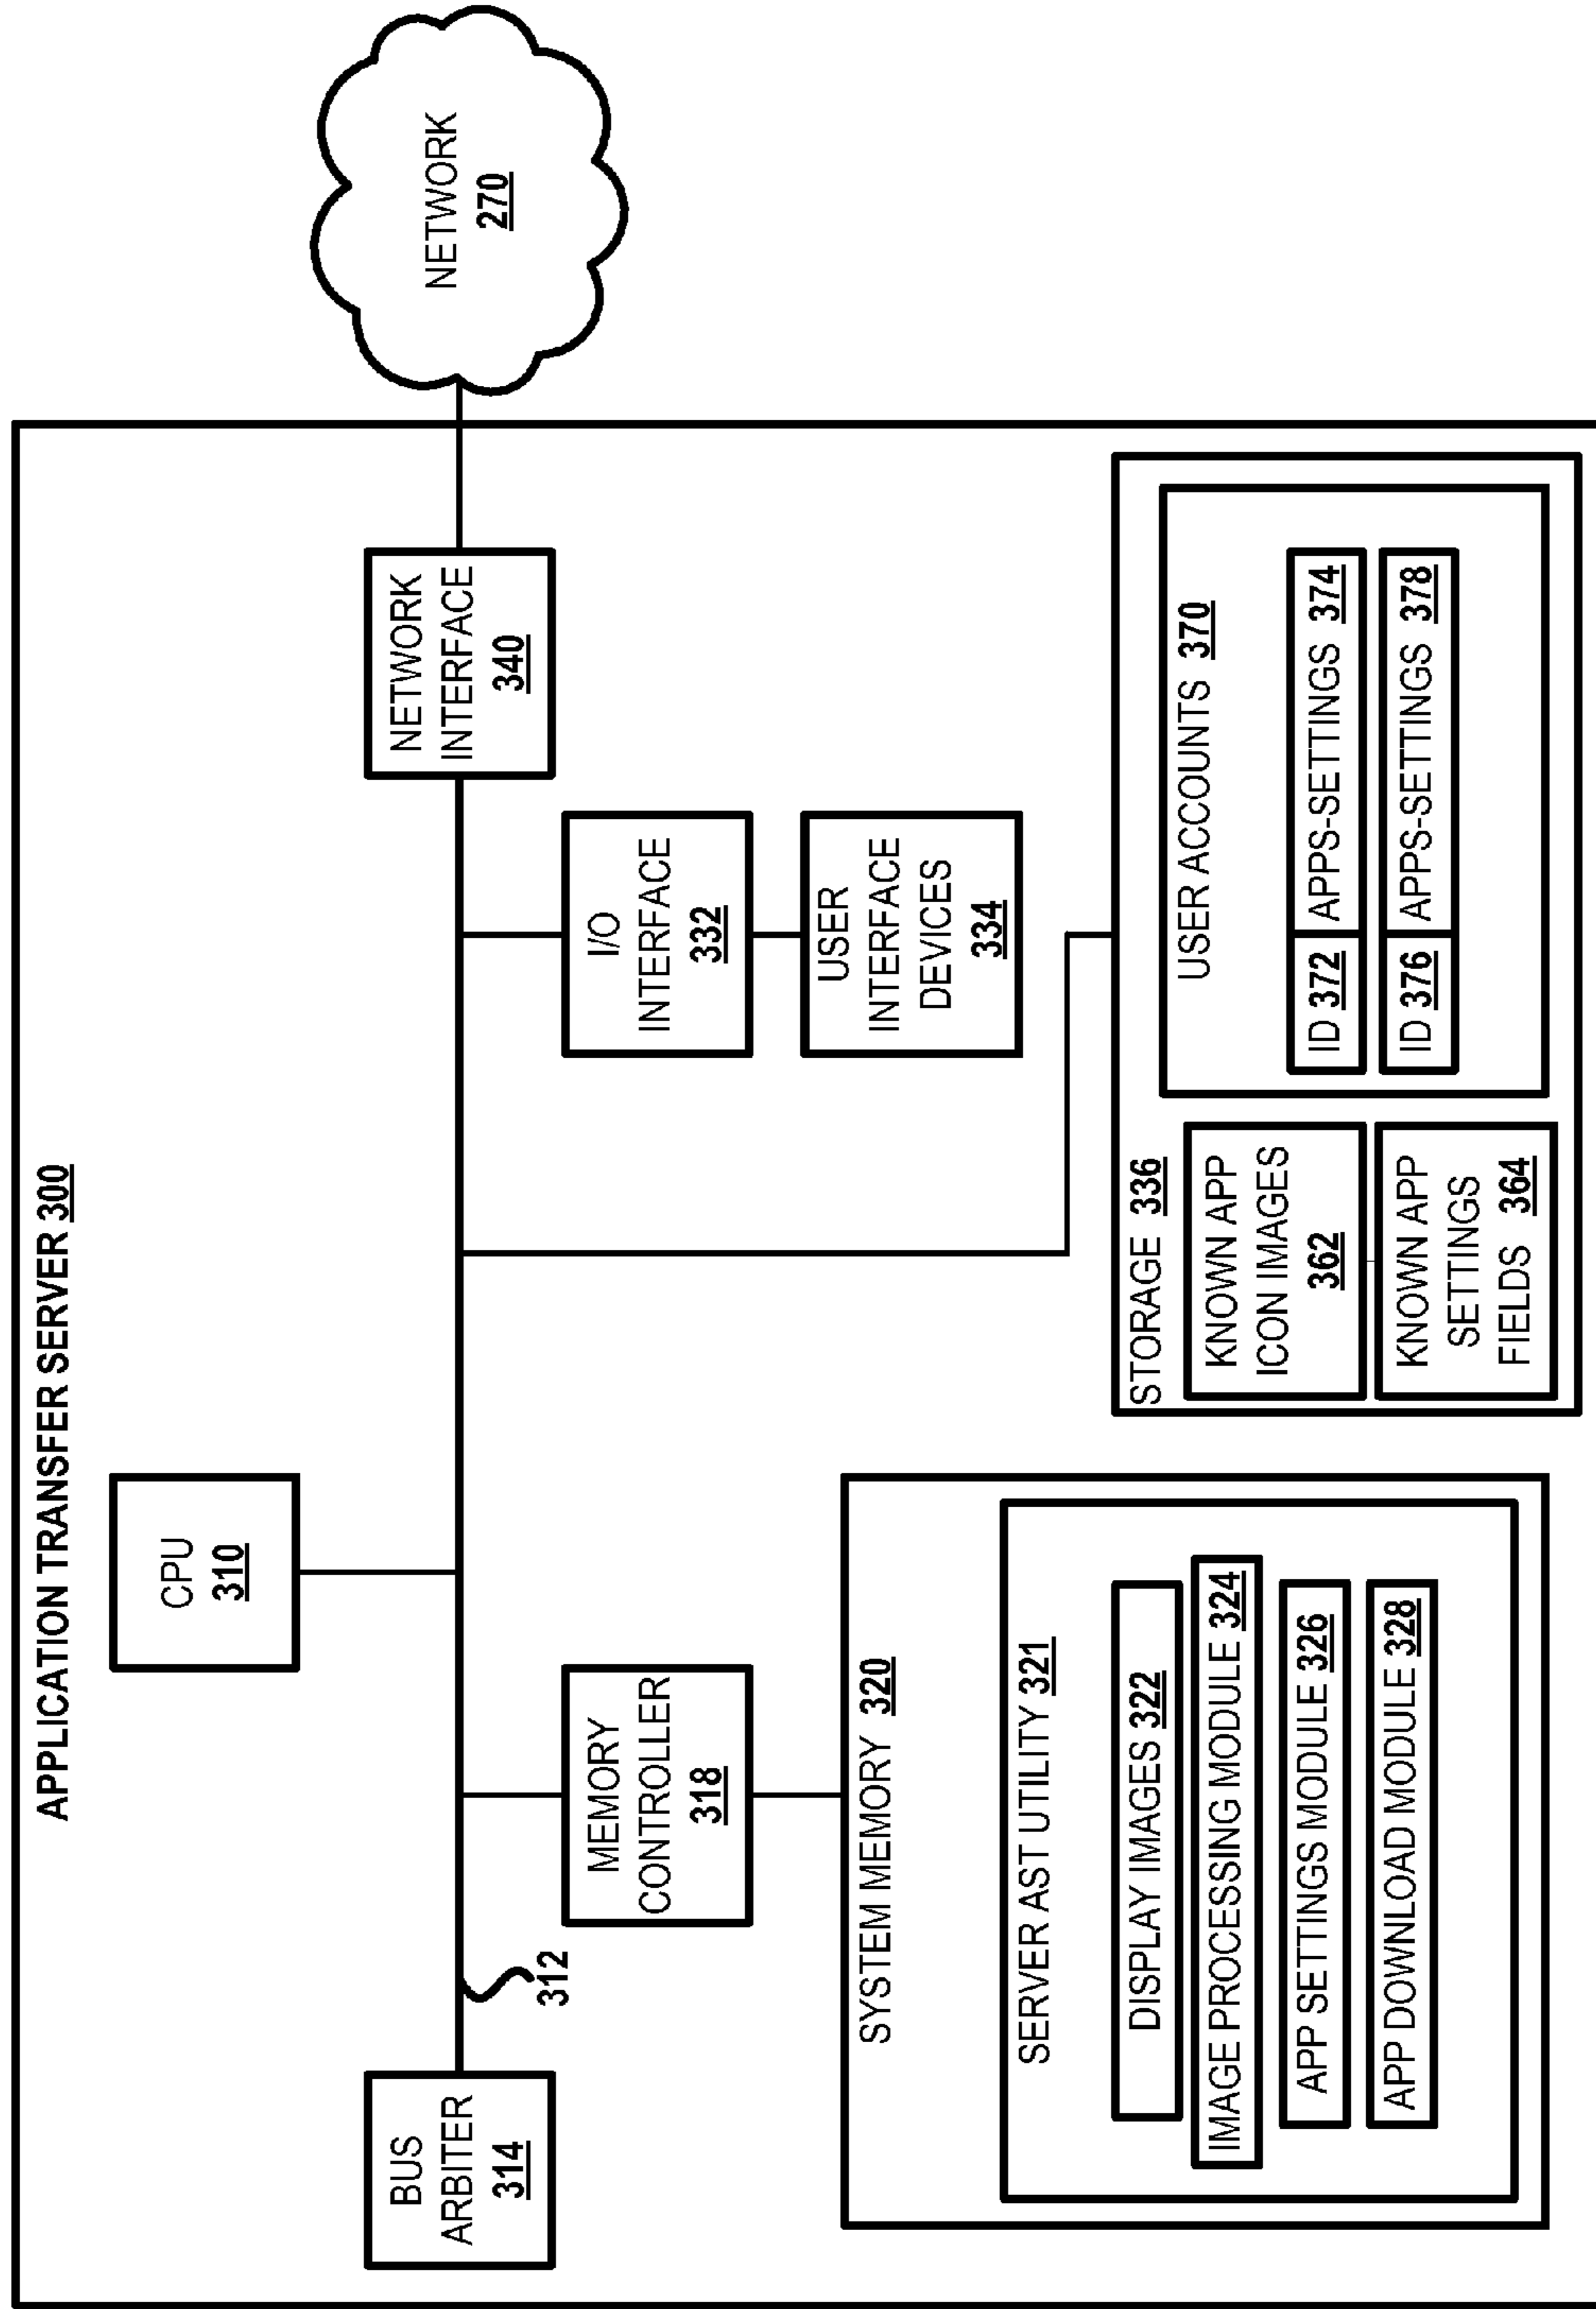 APPLICATION TRANSFER SERVER 300
CPU
310
BUS
ARBITER
314
312
MEMORY
CONTROLLER
318
NETWORK
INTERFACE
340
NETWORK
270
I/O
INTERFACE
332
USER
INTERFACE
DEVICES
334
SYSTEM MEMORY 320
SERVER AST UTILITY 321
DISPLAY IMAGES 322
IMAGE PROCESSING MODULE 324
APP SETTINGS MODULE 326
APP DOWNLOAD MODULE 328
STORAGE 336
KNOWN APP
ICON IMAGES
362
KNOWN APP
SETTINGS
FIELDS 364
USER ACCOUNTS 370
ID 372 APPS-SETTINGS 374
ID 376 APPS-SETTINGS 378